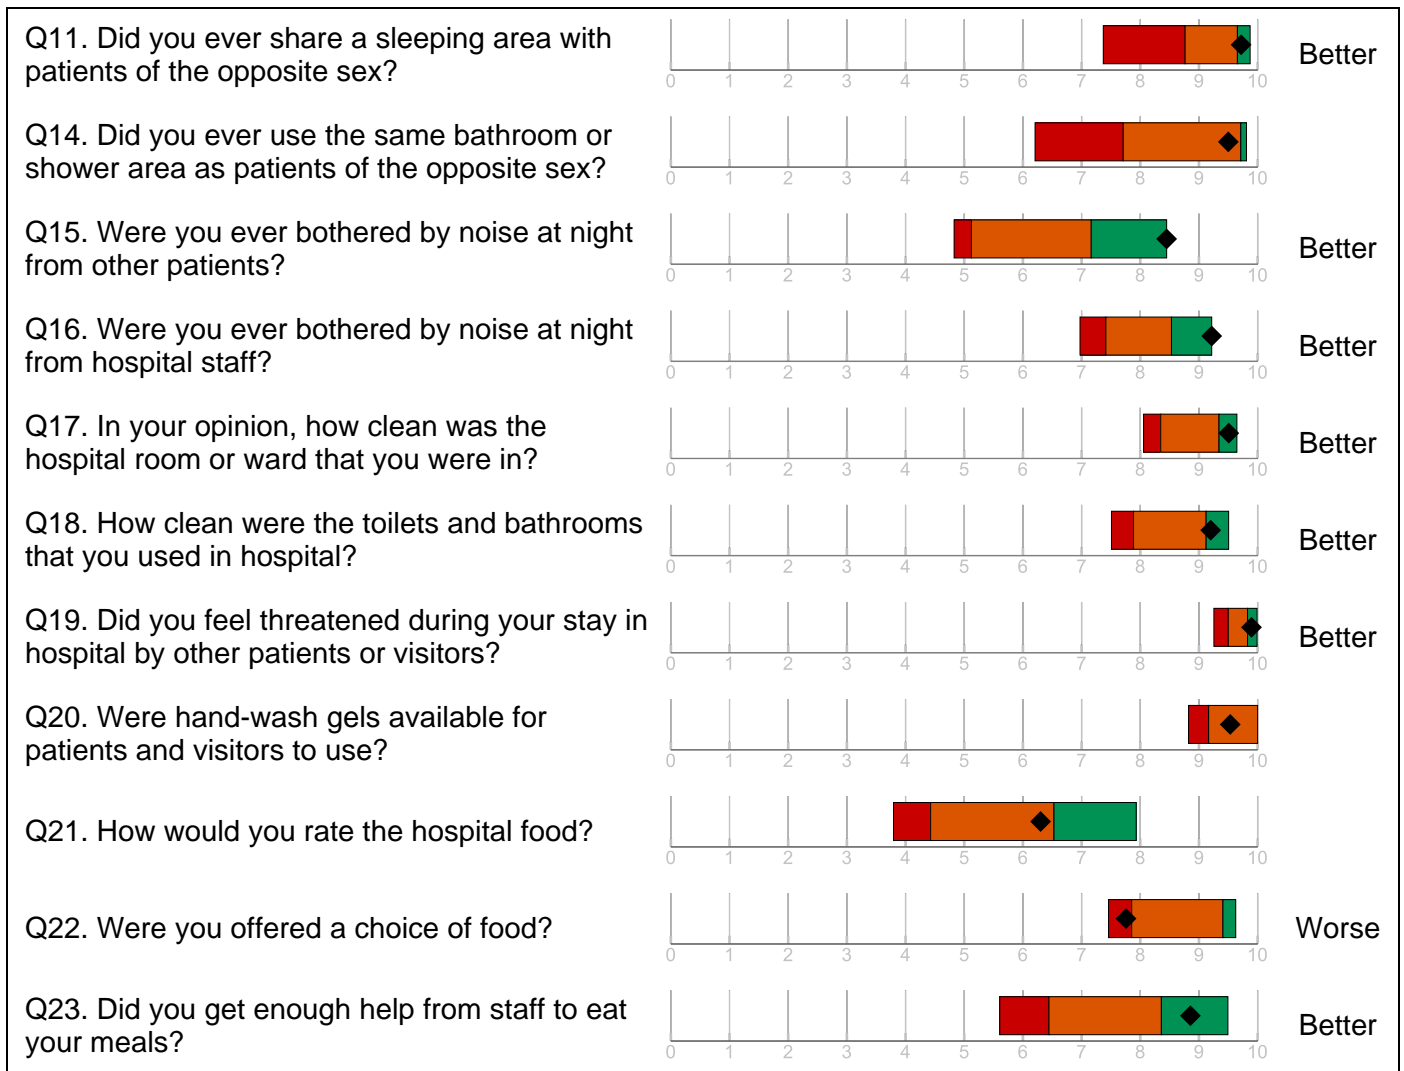 Q11. Did you ever share a sleeping area with
patients of the opposite sex?
0 1 2 3 4 5 6 7 8 9 10
Better
Q14. Did you ever use the same bathroom or
shower area as patients of the opposite sex?
0 1 2 3 4 5 6 7 8 9 10
Q15. Were you ever bothered by noise at night
from other patients?
0 1 2 3 4 5 6 7 8 9 10
Better
Q16. Were you ever bothered by noise at night
from hospital staff?
0 1 2 3 4 5 6 7 8 9 10
Better
Q17. In your opinion, how clean was the
hospital room or ward that you were in?
0 1 2 3 4 5 6 7 8 9 10
Better
Q18. How clean were the toilets and bathrooms
that you used in hospital?
0 1 2 3 4 5 6 7 8 9 10
Better
Q19. Did you feel threatened during your stay in
hospital by other patients or visitors?
0 1 2 3 4 5 6 7 8 9 10
Better
Q20. Were hand-wash gels available for
patients and visitors to use?
0 1 2 3 4 5 6 7 8 9 10
Q21. How would you rate the hospital food?
0 1 2 3 4 5 6 7 8 9 10
Q22. Were you offered a choice of food?
0 1 2 3 4 5 6 7 8 9 10
Worse
Q23. Did you get enough help from staff to eat
your meals?
0 1 2 3 4 5 6 7 8 9 10
Better